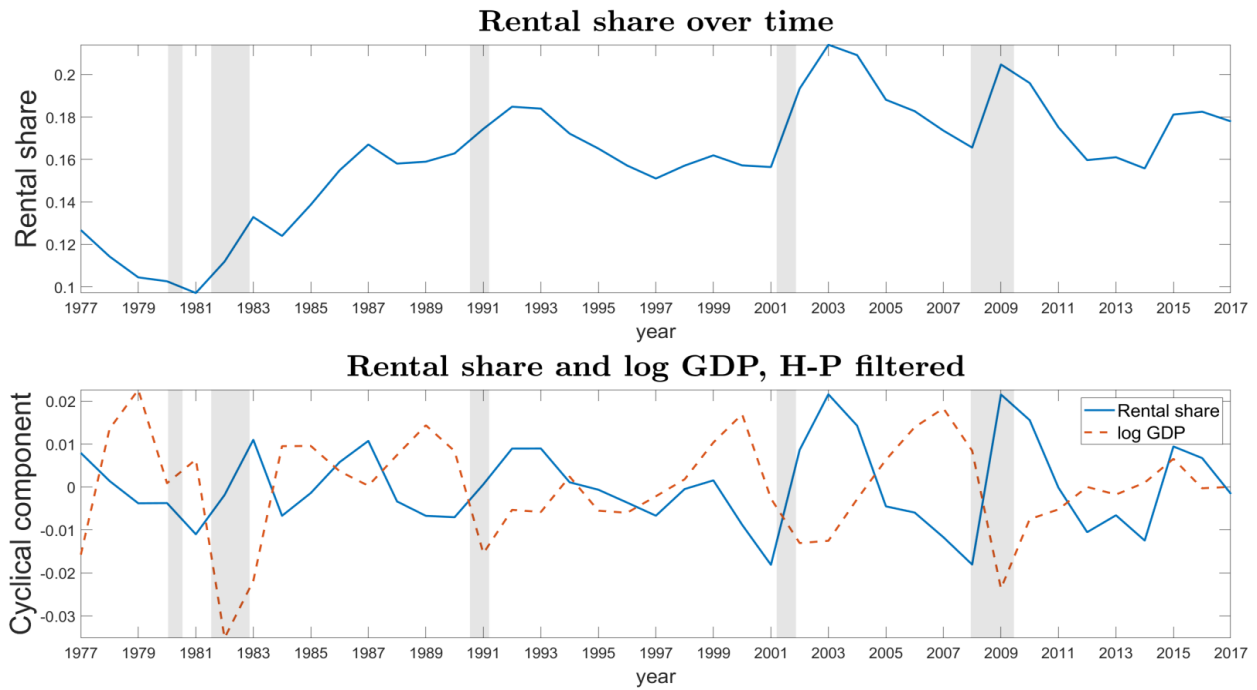 Rental share over time
Rental share
0.2
0.18
0.16
0.14
0.12
0.1
1977 1979 1981 1983 1985 1987 1989 1991 1993 1995 1997 1999 2001 2003 2005 2007 2009 2011 2013 2015 2017
year
Rental share and log GDP, H-P filtered
Cyclical component
0.02
0.01
0
-0.01
-0.02
-0.03
Rental share
log GDP
1977 1979 1981 1983 1985 1987 1989 1991 1993 1995 1997 1999 2001 2003 2005 2007 2009 2011 2013 2015 2017
year